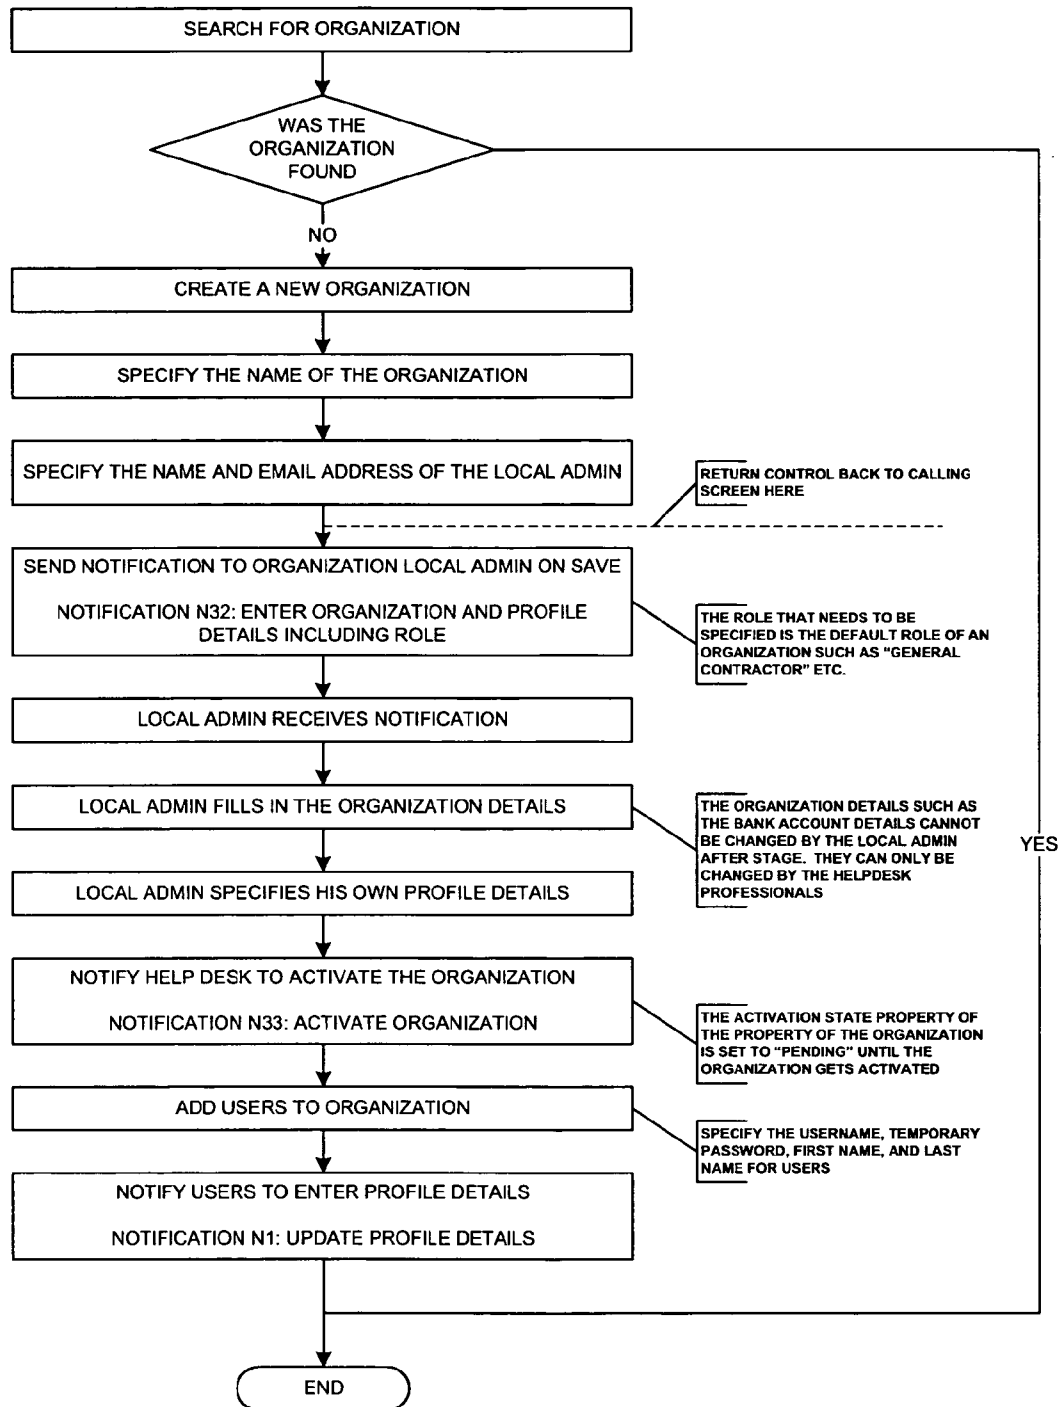 SEARCH FOR ORGANIZATION
WAS THE
ORGANIZATION
FOUND
NO
CREATE A NEW ORGANIZATION
SPECIFY THE NAME OF THE ORGANIZATION
SPECIFY THE NAME AND EMAIL ADDRESS OF THE LOCAL ADMIN
RETURN CONTROL BACK TO CALLING
SCREEN HERE
SEND NOTIFICATION TO ORGANIZATION LOCAL ADMIN ON SAVE
NOTIFICATION N32: ENTER ORGANIZATION AND PROFILE
DETAILS INCLUDING ROLE
THE ROLE THAT NEEDS TO BE
SPECIFIED IS THE DEFAULT ROLE OF AN
ORGANIZATION SUCH AS "GENERAL
CONTRACTOR" ETC.
LOCAL ADMIN RECEIVES NOTIFICATION
LOCAL ADMIN FILLS IN THE ORGANIZATION DETAILS
THE ORGANIZATION DETAILS SUCH AS
THE BANK ACCOUNT DETAILS CANNOT
BE CHANGED BY THE LOCAL ADMIN
AFTER STAGE. THEY CAN ONLY BE
CHANGED BY THE HELPDESK
PROFESSIONALS
YES
LOCAL ADMIN SPECIFIES HIS OWN PROFILE DETAILS
NOTIFY HELP DESK TO ACTIVATE THE ORGANIZATION
NOTIFICATION N33: ACTIVATE ORGANIZATION
THE ACTIVATION STATE PROPERTY OF
THE PROPERTY OF THE ORGANIZATION
IS SET TO "PENDING" UNTIL THE
ORGANIZATION GETS ACTIVATED
ADD USERS TO ORGANIZATION
SPECIFY THE USERNAME, TEMPORARY
PASSWORD, FIRST NAME, AND LAST
NAME FOR USERS
NOTIFY USERS TO ENTER PROFILE DETAILS
NOTIFICATION N1: UPDATE PROFILE DETAILS
END